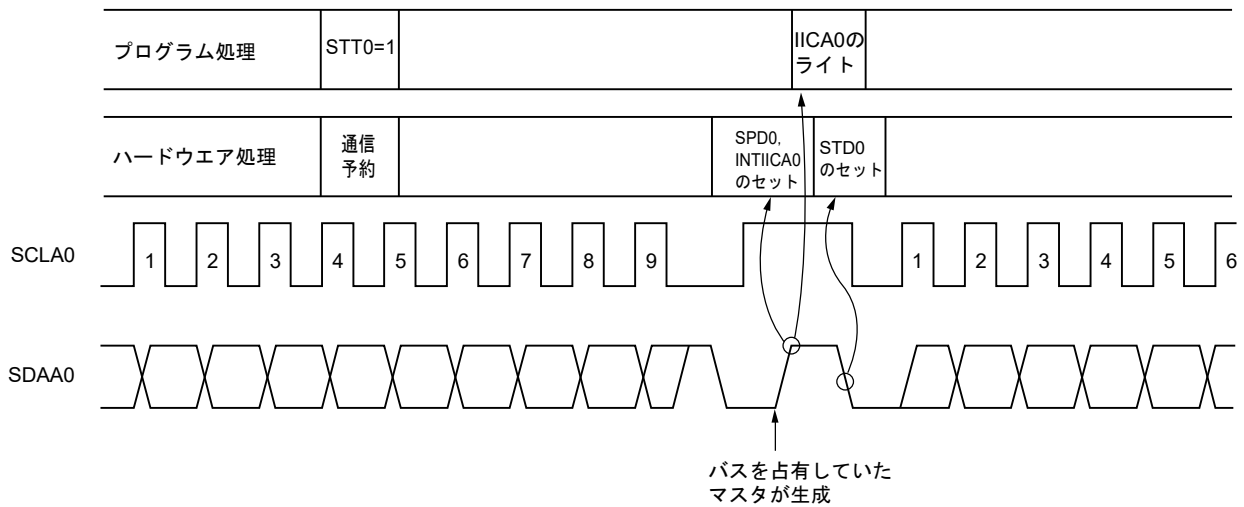 プログラム処理
STT0=1
IICA0の
ライト
ハードウエア処理
通信
予約
SPD0,
INTIICA0
のセット
STD0
のセット
SCLA0
1 2 3 4 5 6 7 8 9 1 2 3 4 5 6
SDAA0
バスを占有していた
マスタが生成